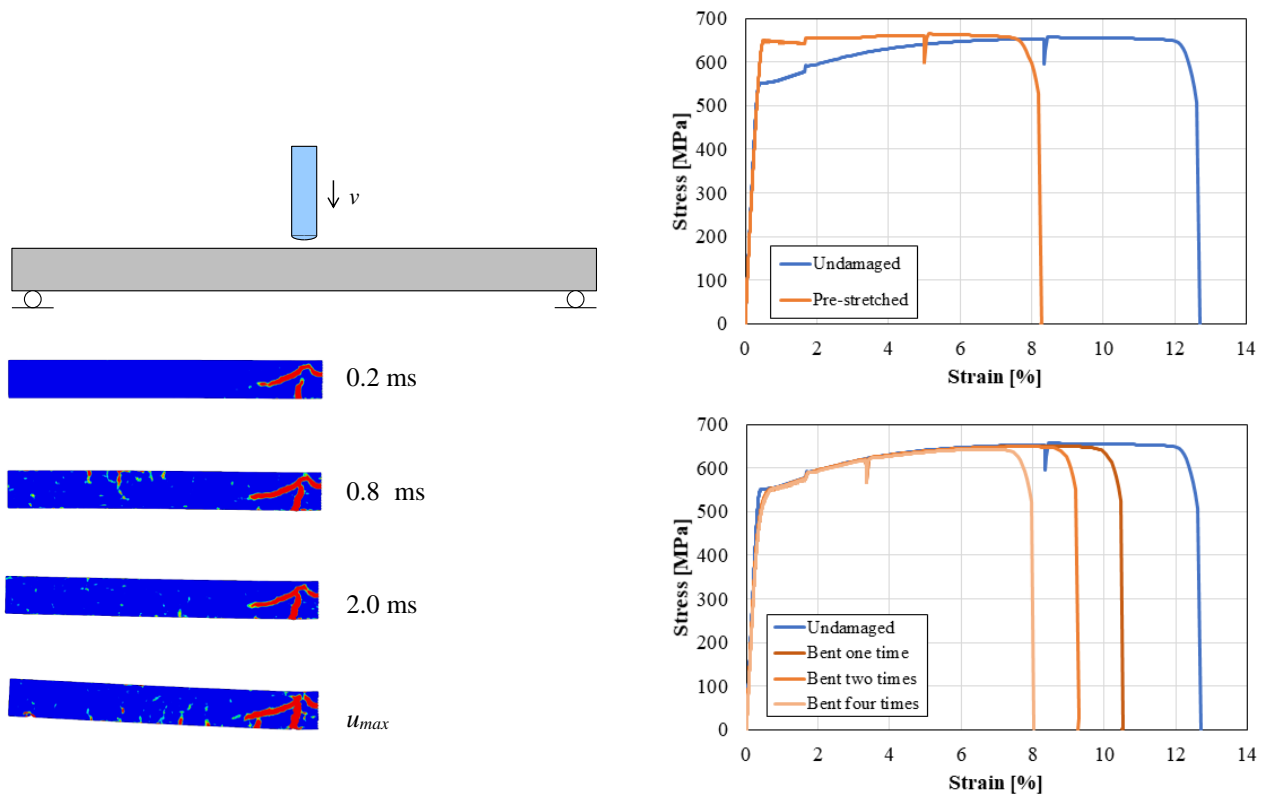 v
0.2 ms
0.8 ms
2.0 ms
umax
700
600
500
400
300
200
100
0
Stress [MPa]
Undamaged
Pre-stretched
0 2 4 6 8 10 12 14
Strain [%]
700
600
500
400
300
200
100
0
Stress [MPa]
Undamaged
Bent one time
Bent two times
Bent four times
0 2 4 6 8 10 12 14
Strain [%]